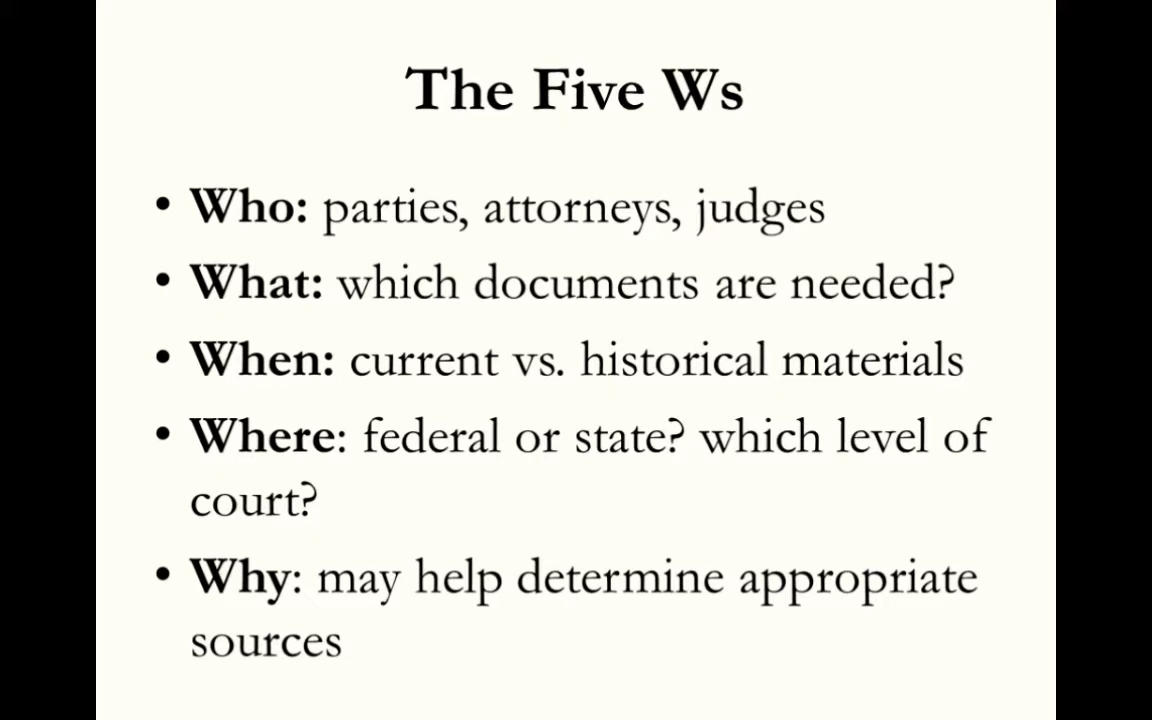 The Five Ws
• Who: parties, attorneys, judges
• What: which documents are needed?
• When: current vs. historical materials
• Where: federal or state? which level of
court?
• Why: may help determine appropriate
sources